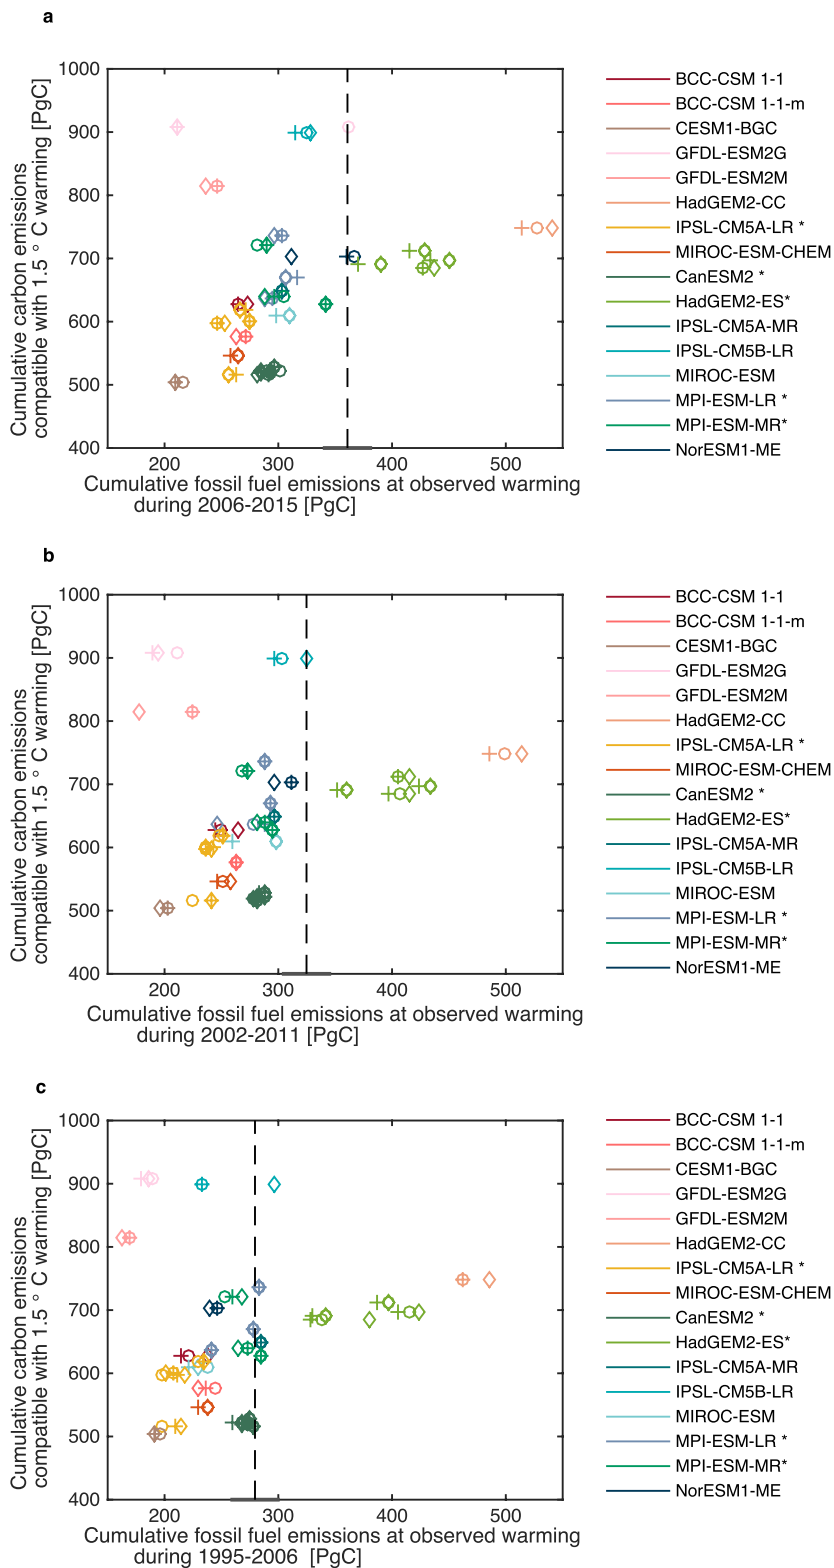 a
1000
900
800
700
600
500
400
200
300
400
500
Cumulative carbon emissions
compatible with 1.5 ° C warming [PgC]
Cumulative fossil fuel emissions at observed warming
during 2006-2015 [PgC]
BCC-CSM 1-1
BCC-CSM 1-1-m
CESM1-BGC
GFDL-ESM2G
GFDL-ESM2M
HadGEM2-CC
IPSL-CM5A-LR *
MIROC-ESM-CHEM
CanESM2 *
HadGEM2-ES*
IPSL-CM5A-MR
IPSL-CM5B-LR
MIROC-ESM
MPI-ESM-LR *
MPI-ESM-MR*
NorESM1-ME
b
1000
900
800
700
600
500
400
200
300
400
500
Cumulative carbon emissions
compatible with 1.5 ° C warming [PgC]
Cumulative fossil fuel emissions at observed warming
during 2002-2011 [PgC]
BCC-CSM 1-1
BCC-CSM 1-1-m
CESM1-BGC
GFDL-ESM2G
GFDL-ESM2M
HadGEM2-CC
IPSL-CM5A-LR *
MIROC-ESM-CHEM
CanESM2 *
HadGEM2-ES*
IPSL-CM5A-MR
IPSL-CM5B-LR
MIROC-ESM
MPI-ESM-LR *
MPI-ESM-MR*
NorESM1-ME
c
1000
900
800
700
600
500
400
200
300
400
500
Cumulative carbon emissions
compatible with 1.5 ° C warming [PgC]
Cumulative fossil fuel emissions at observed warming
during 1995-2006 [PgC]
BCC-CSM 1-1
BCC-CSM 1-1-m
CESM1-BGC
GFDL-ESM2G
GFDL-ESM2M
HadGEM2-CC
IPSL-CM5A-LR *
MIROC-ESM-CHEM
CanESM2 *
HadGEM2-ES*
IPSL-CM5A-MR
IPSL-CM5B-LR
MIROC-ESM
MPI-ESM-LR *
MPI-ESM-MR*
NorESM1-ME